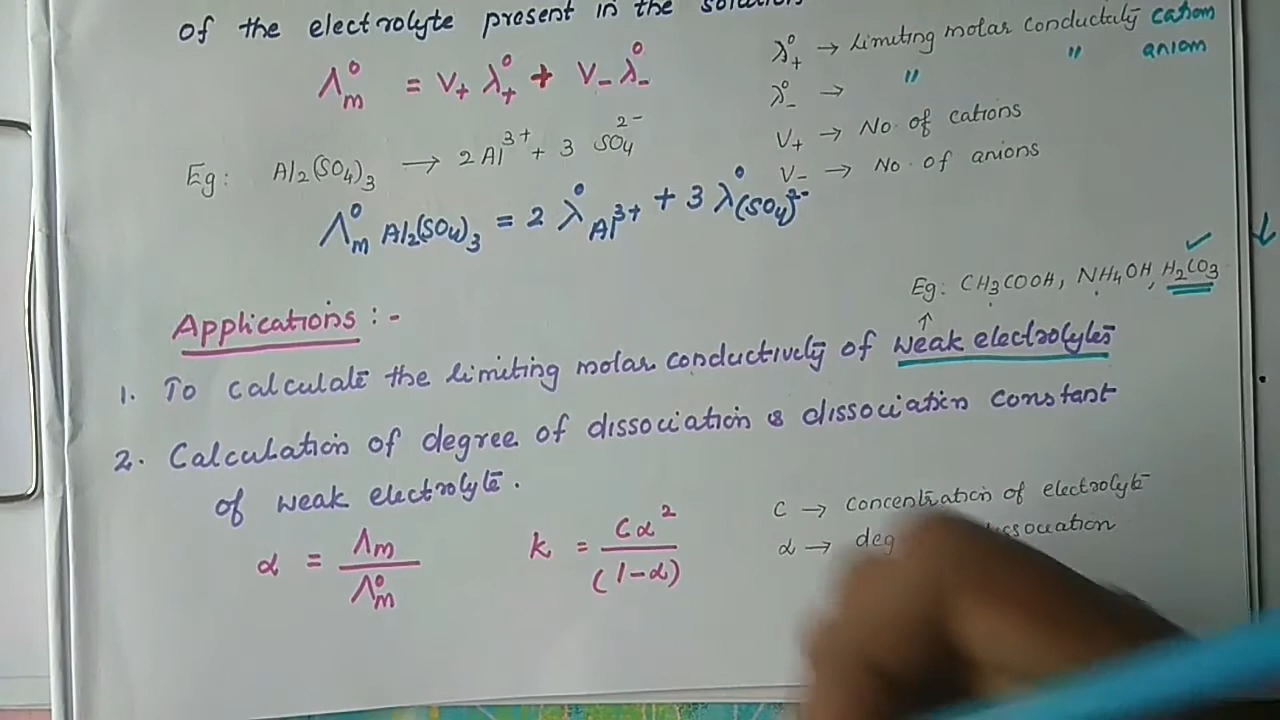 of the electrolyte present in the
Λ°m = V+ λ°+ + V- λ°-
λ°+ → Limiting molar conductuly cation
λ°- → " " anion
V+ → No. of cations
V- → No. of anions
Eg: Al2(SO4)3 → 2Al3+ + 3 SO4 2-
Λ°m Al2(SO4)3 = 2 λ°Al3+ + 3 λ°(SO4)2-
Eg: CH3COOH, NH4OH, H2CO3
Applications :-
1. To calculate the limiting molar conductively of weak electrolytes
2. Calculation of degree of dissociation & dissociation constant
of weak electrolyte.
α = Λm / Λ°m
k = Cα² / (1-α)
C → concentration of electrolyte
α → deg